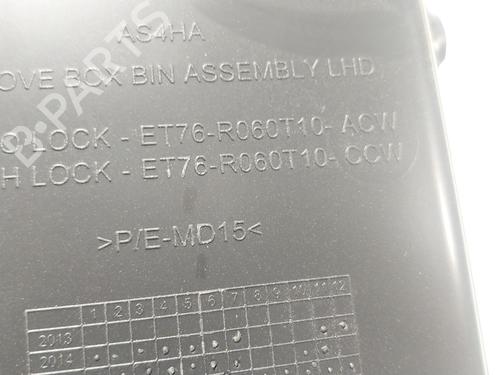 AS4HA
OVE BOX BIN ASSEMBLY LHD
O LOCK - ET76-R060T10- ACW
H LOCK - ET76-R060T10- CCW
>P/E-MD15<
1 2 3 4 5 6 7 8 9 10 11 12
2013
2014